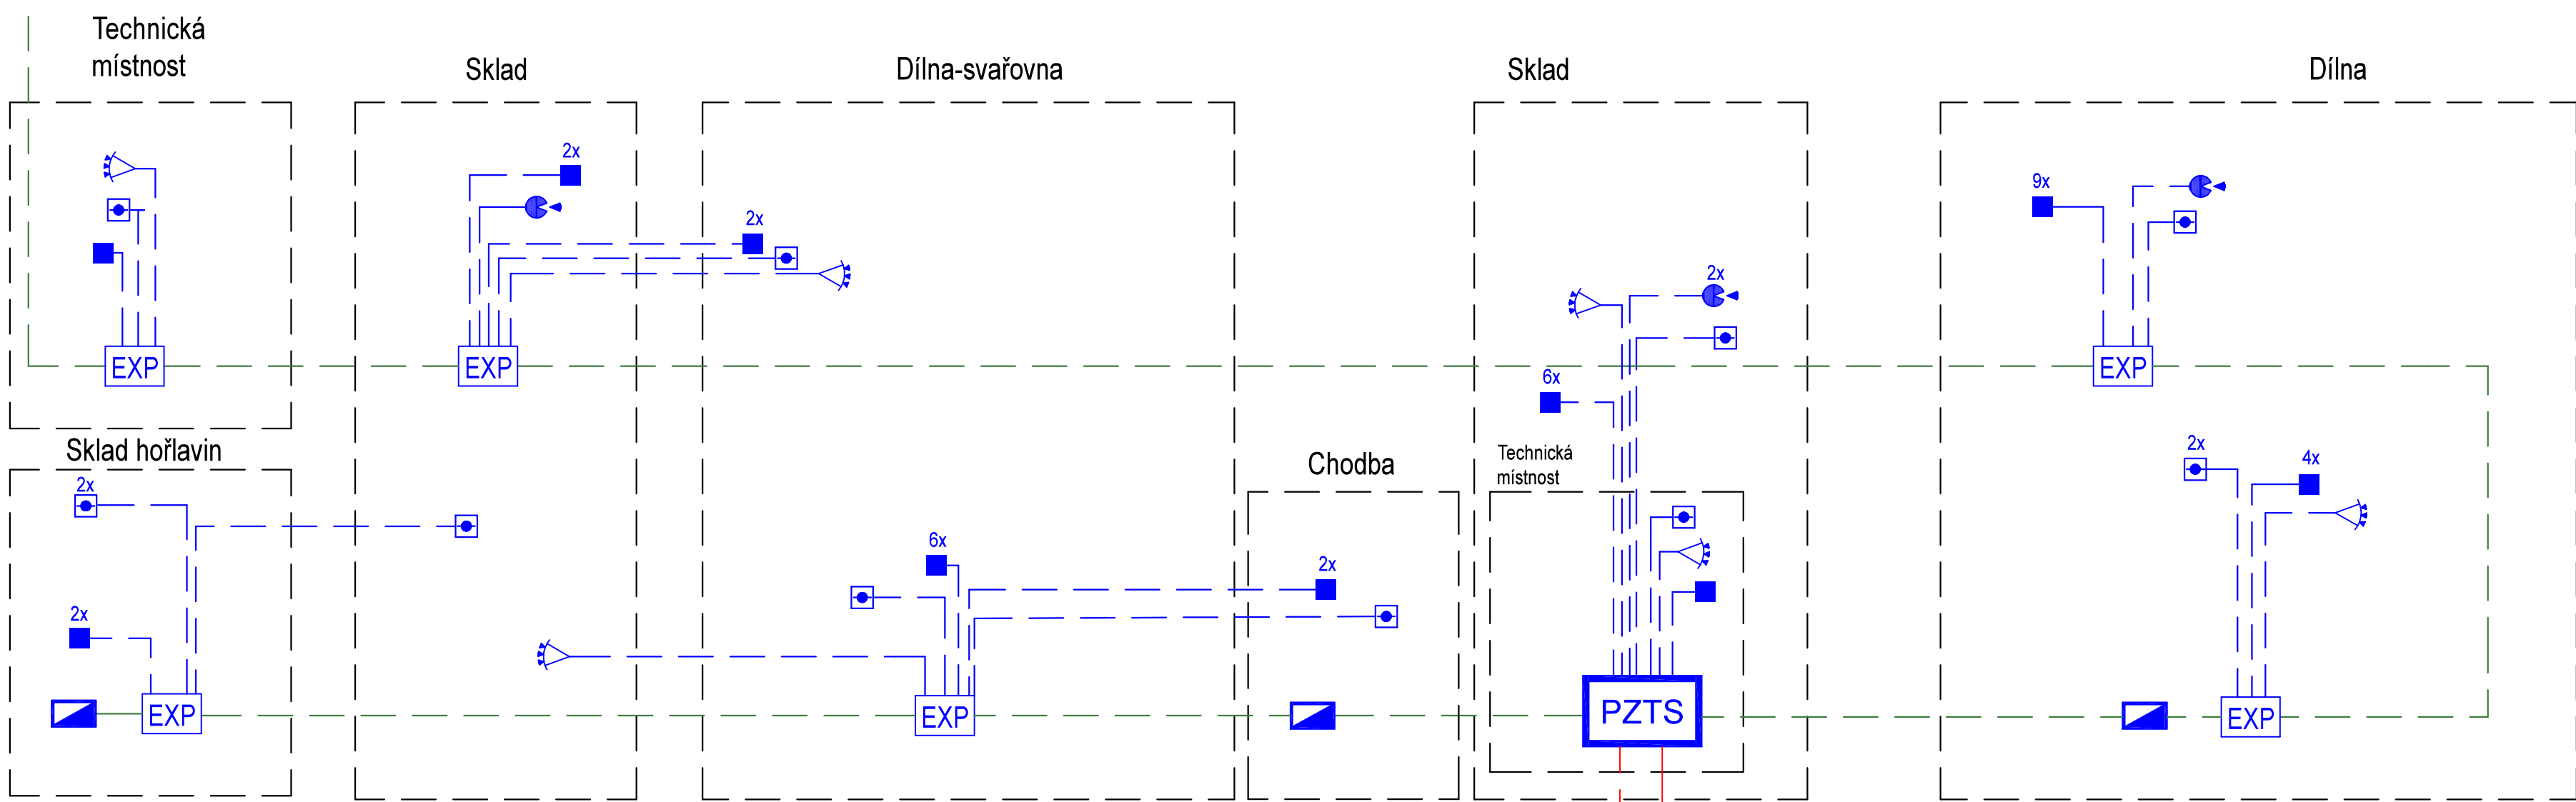 Technická
místnost
Sklad
Dílna-svařovna
Sklad
Dílna
2x
9x
2x
2x
EXP
EXP
EXP
6x
Sklad hořlavin
Chodba
Technická
místnost
2x
4x
2x
6x
2x
2x
EXP
EXP
PZTS
EXP